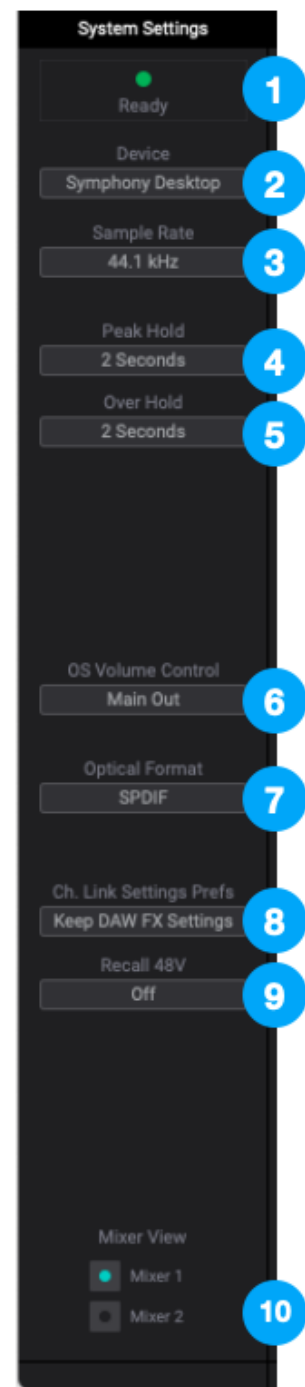 System Settings
1
Ready
Device
Symphony Desktop
2
Sample Rate
44.1 kHz
3
Peak Hold
2 Seconds
4
Over Hold
2 Seconds
5
OS Volume Control
Main Out
6
Optical Format
SPDIF
7
Ch. Link Settings Prefs
Keep DAW FX Settings
8
Recall 48V
Off
9
Mixer View
Mixer 1
Mixer 2
10